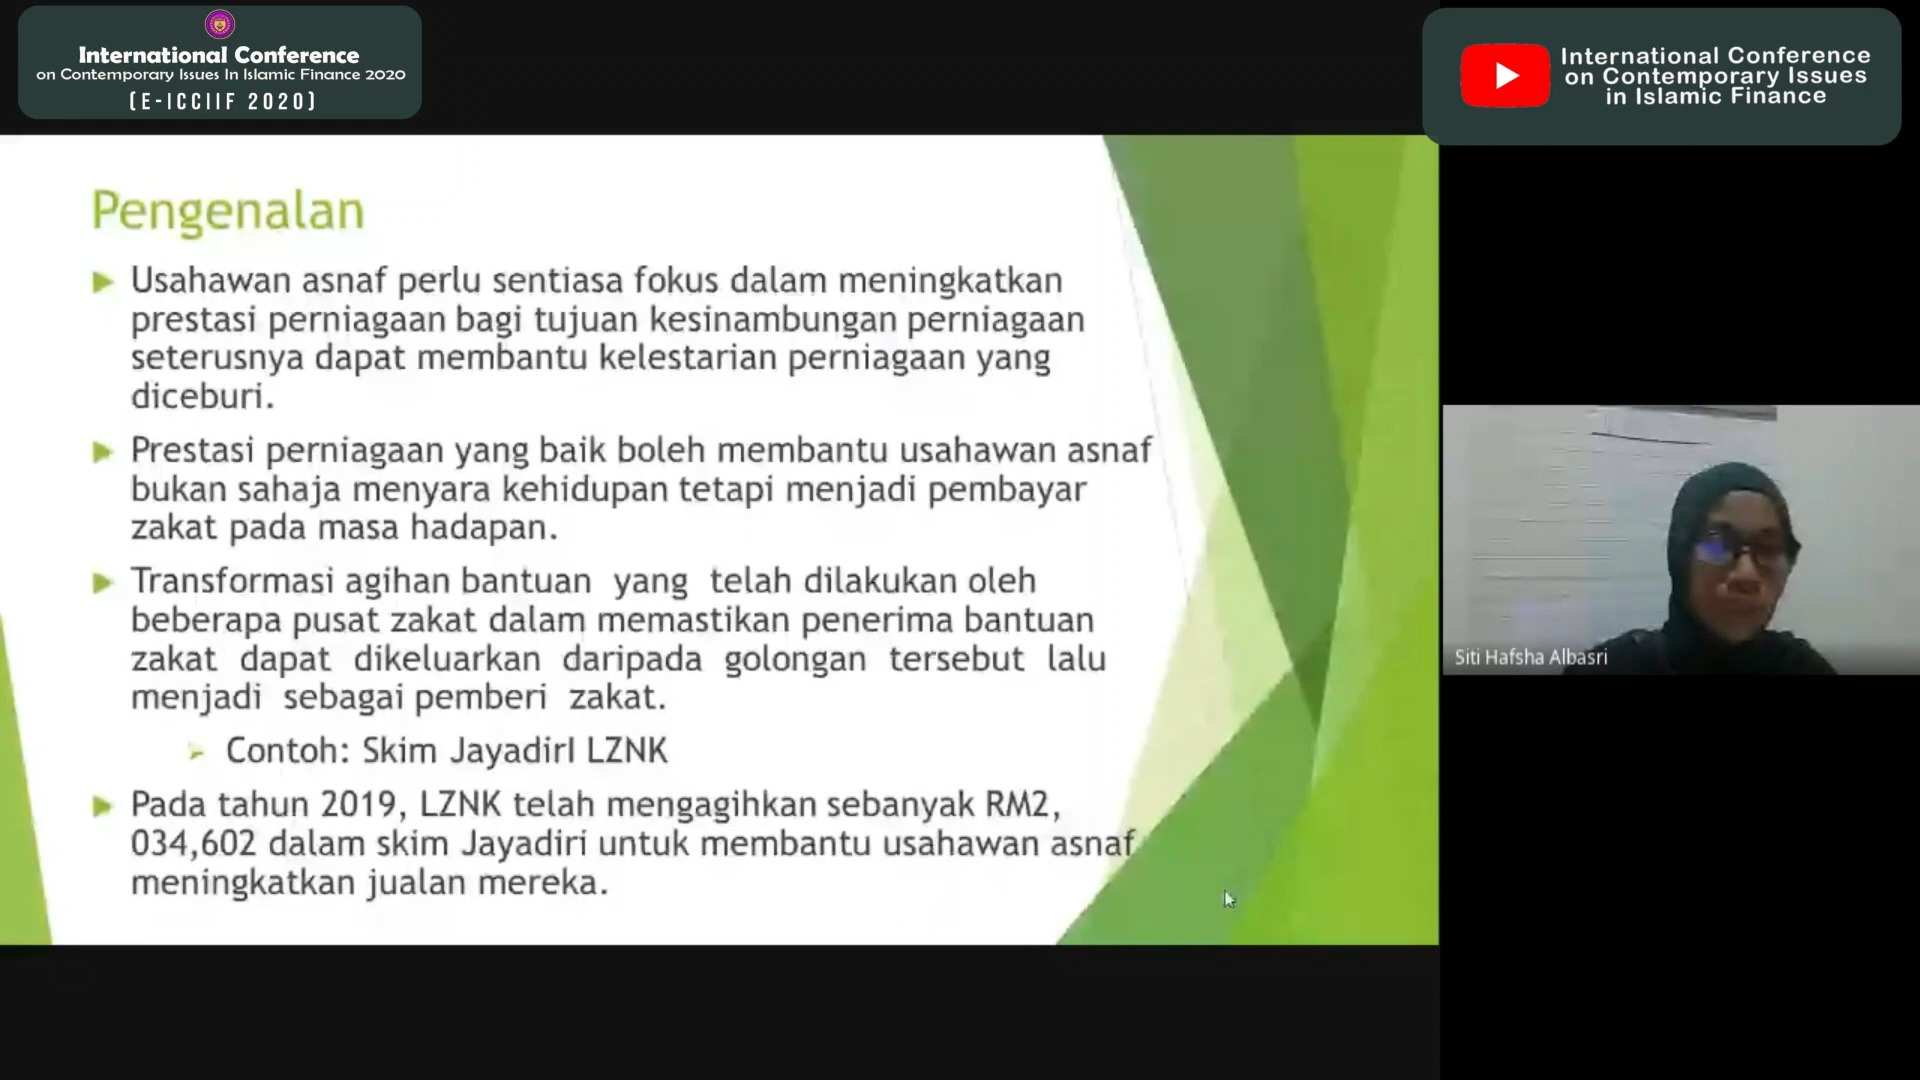 International Conference
on Contemporary Issues In Islamic Finance 2020
(E-ICCIIF 2020)
International Conference
on Contemporary Issues
in Islamic Finance
Pengenalan
Usahawan asnaf perlu sentiasa fokus dalam meningkatkan
prestasi perniagaan bagi tujuan kesinambungan perniagaan
seterusnya dapat membantu kelestarian perniagaan yang
diceburi.
Prestasi perniagaan yang baik boleh membantu usahawan asnaf
bukan sahaja menyara kehidupan tetapi menjadi pembayar
zakat pada masa hadapan.
Transformasi agihan bantuan yang telah dilakukan oleh
beberapa pusat zakat dalam memastikan penerima bantuan
zakat dapat dikeluarkan daripada golongan tersebut lalu
menjadi sebagai pemberi zakat.
Contoh: Skim JayadirI LZNK
Pada tahun 2019, LZNK telah mengagihkan sebanyak RM2,
034,602 dalam skim Jayadiri untuk membantu usahawan asnaf
meningkatkan jualan mereka.
Siti Hafsha Albasri